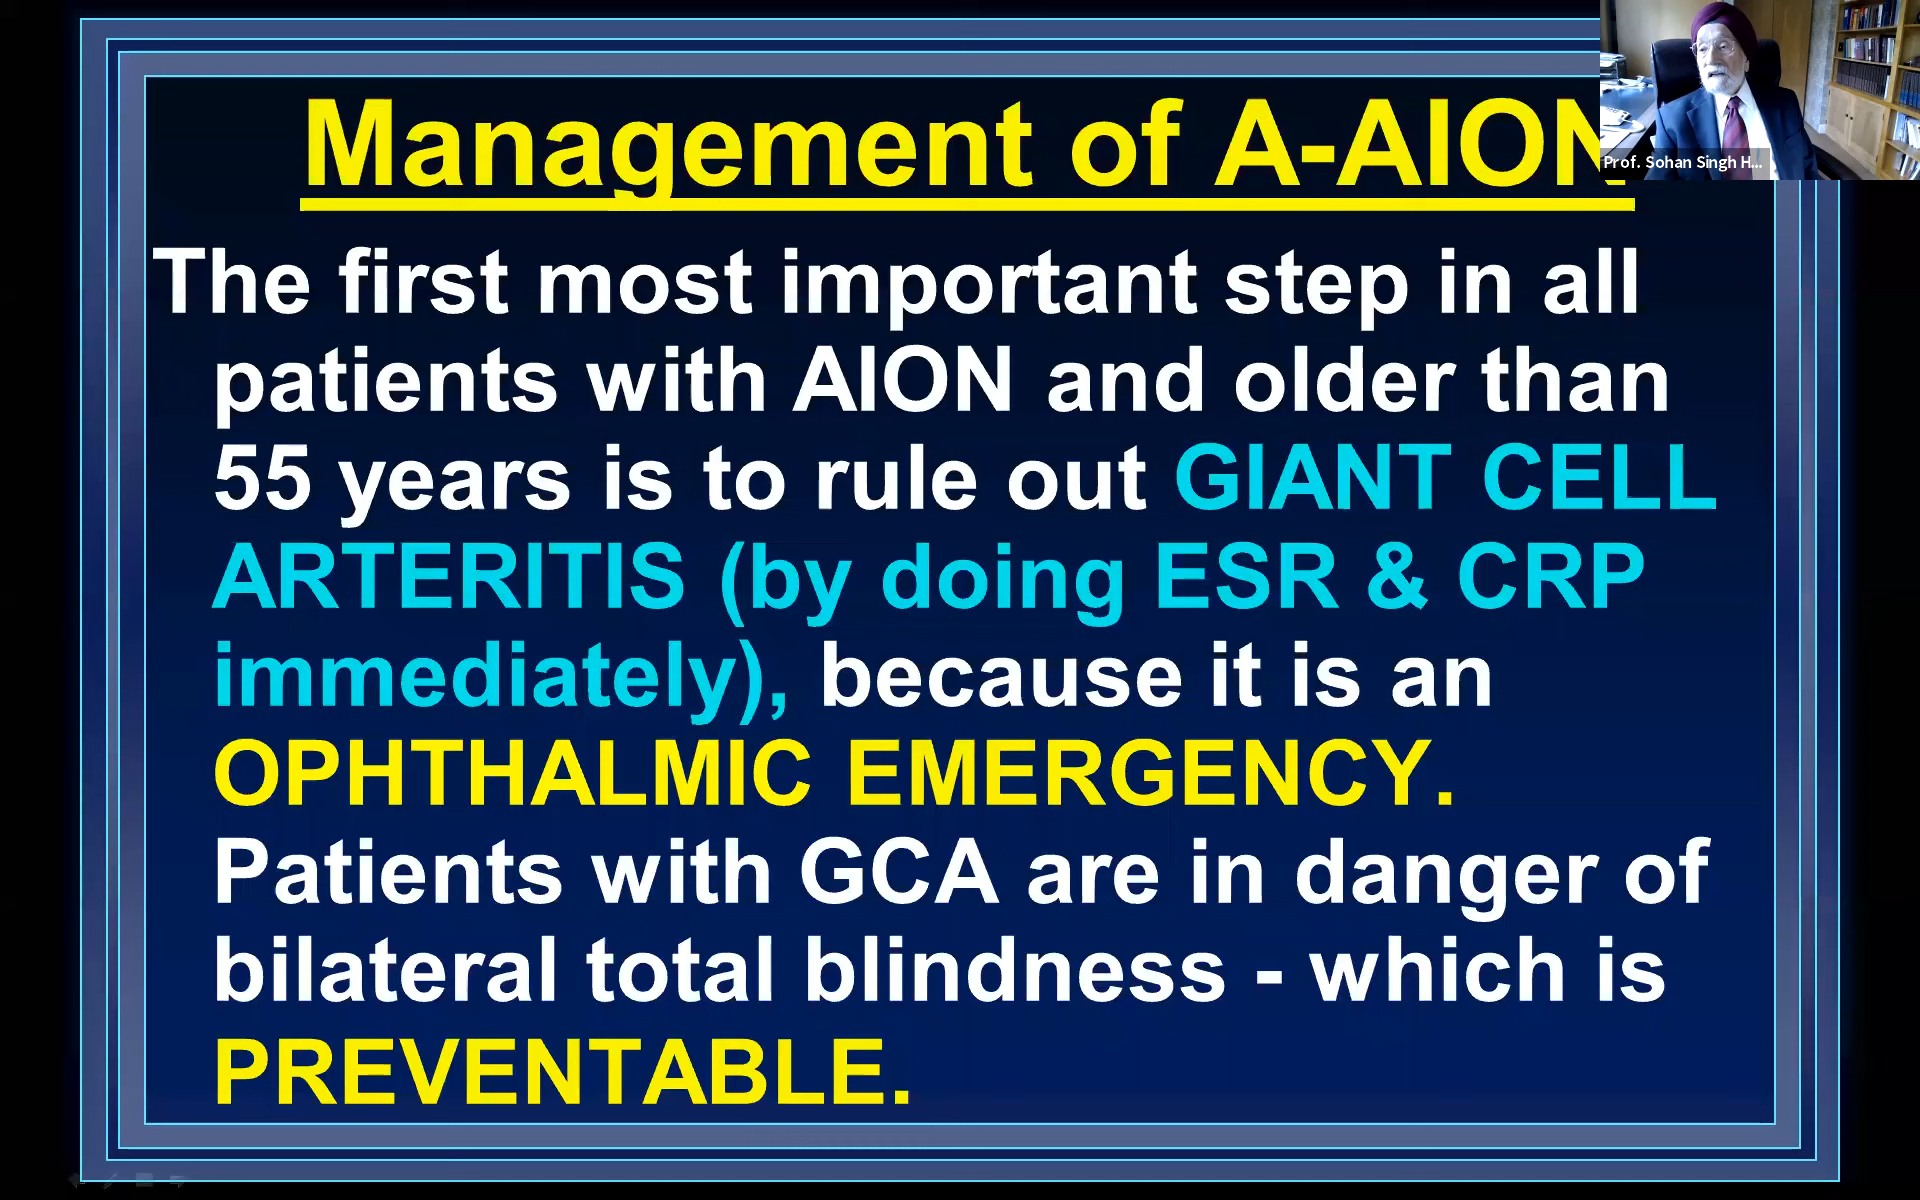 Management of A-AION
Prof. Sohan Singh H...
The first most important step in all
patients with AION and older than
55 years is to rule out GIANT CELL
ARTERITIS (by doing ESR & CRP
immediately), because it is an
OPHTHALMIC EMERGENCY.
Patients with GCA are in danger of
bilateral total blindness - which is
PREVENTABLE.